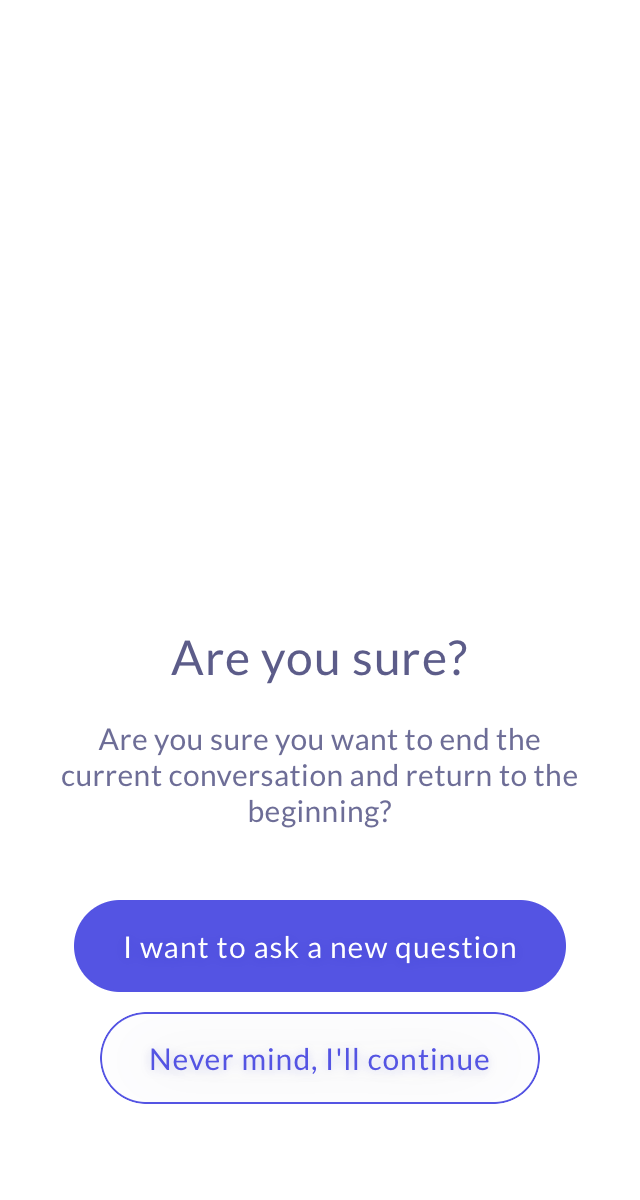 Are you sure?
Are you sure you want to end the
current conversation and return to the
beginning?
I want to ask a new question
Never mind, I'll continue